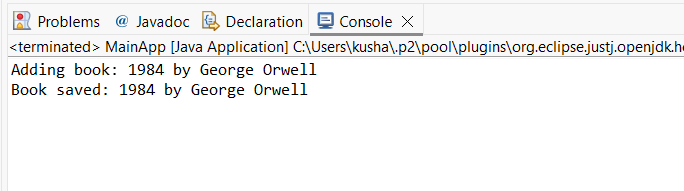 Problems @ Javadoc Declaration Console
<terminated> MainApp [Java Application] C:\Users\kusha\.p2\pool\plugins\org.eclipse.justj.openjdk.h
Adding book: 1984 by George Orwell
Book saved: 1984 by George Orwell